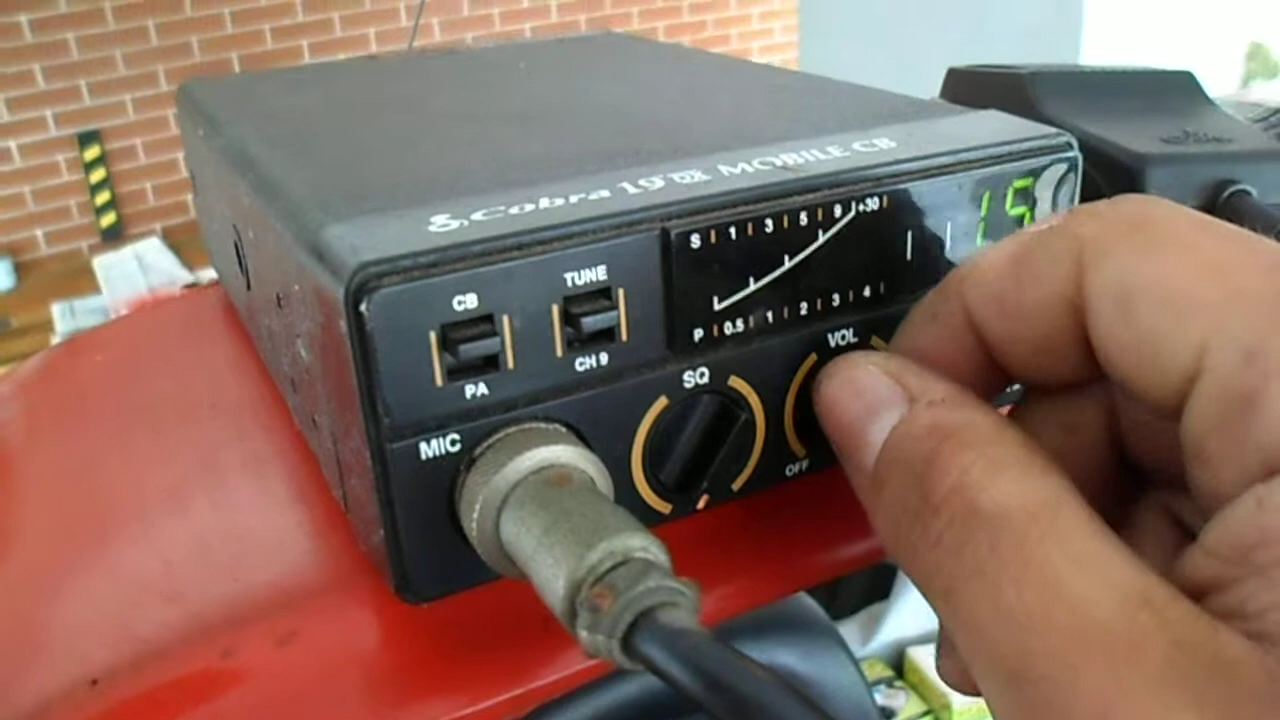 Cobra 19 DX MOBILE CB
CB
PA
TUNE
CH 9
S 1 3 5 9 +30
P 0.5 1 2 3 4
15
MIC
SQ
VOL
OFF